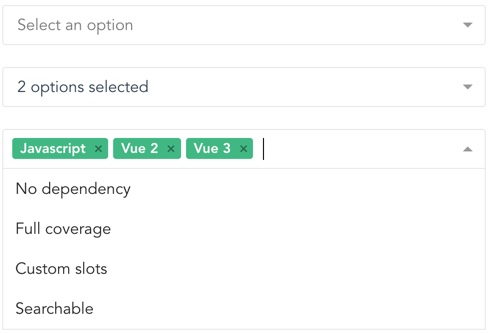 Select an option
2 options selected
Javascript × Vue 2 × Vue 3 ×
No dependency
Full coverage
Custom slots
Searchable